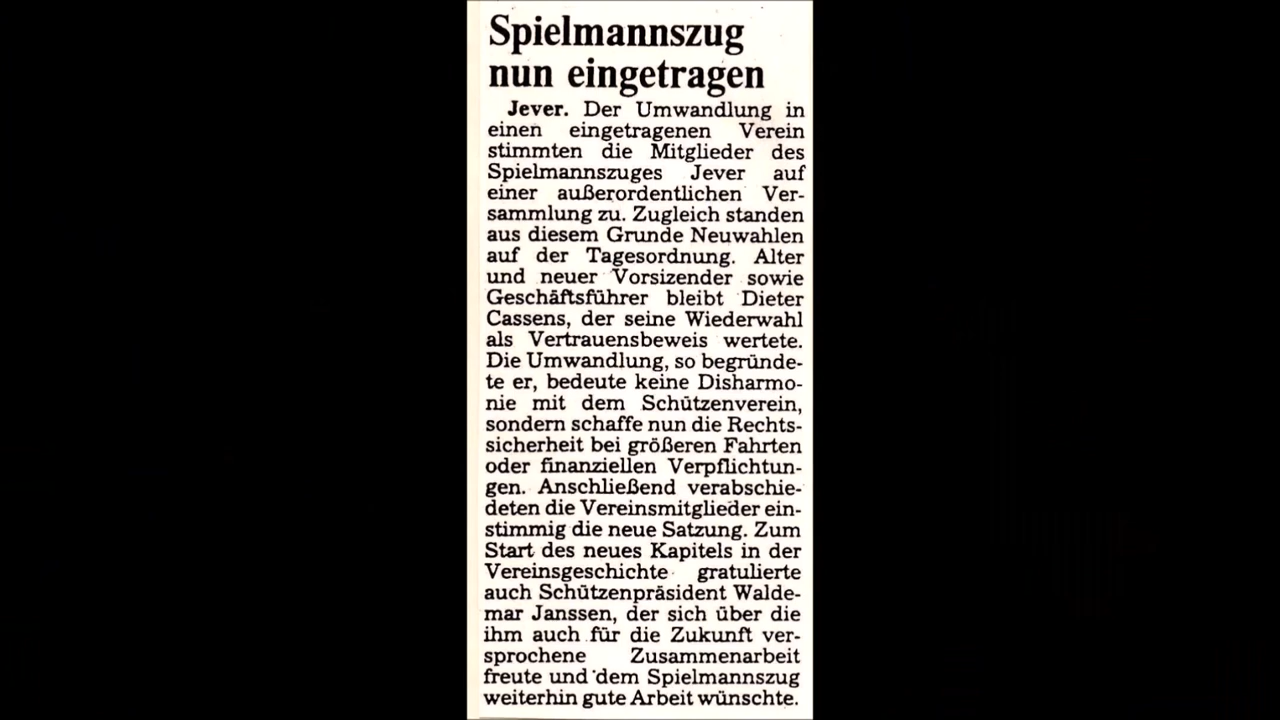 Spielmannszug
nun eingetragen
Jever. Der Umwandlung in
einen eingetragenen Verein
stimmten die Mitglieder des
Spielmannszuges Jever auf
einer außerordentlichen Ver-
sammlung zu. Zugleich standen
aus diesem Grunde Neuwahlen
auf der Tagesordnung. Alter
und neuer Vorsizender sowie
Geschäftsführer bleibt Dieter
Cassens, der seine Wiederwahl
als Vertrauensbeweis wertete.
Die Umwandlung, so begründe-
te er, bedeute keine Disharmo-
nie mit dem Schützenverein,
sondern schaffe nun die Rechts-
sicherheit bei größeren Fahrten
oder finanziellen Verpflichtun-
gen. Anschließend verabschie-
deten die Vereinsmitglieder ein-
stimmig die neue Satzung. Zum
Start des neues Kapitels in der
Vereinsgeschichte gratulierte
auch Schützenpräsident Walde-
mar Janssen, der sich über die
ihm auch für die Zukunft ver-
sprochene Zusammenarbeit
freute und dem Spielmannszug
weiterhin gute Arbeit wünschte.